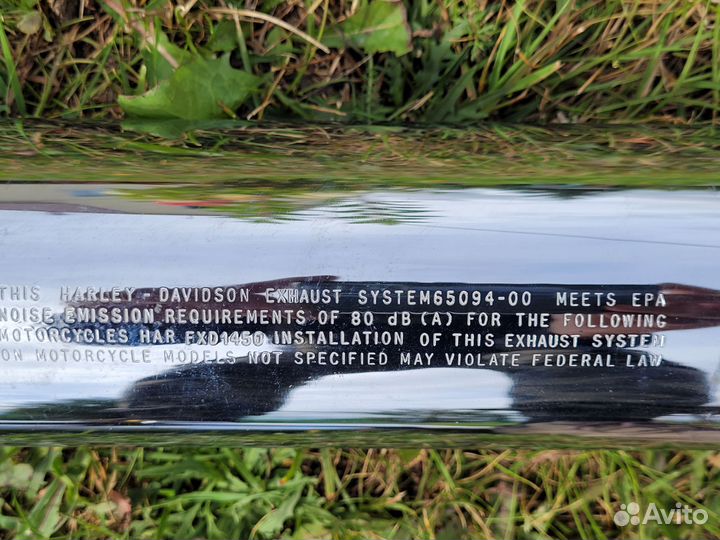 THIS HARLEY - DAVIDSON EXHAUST SYSTEM65094-00 MEETS EPA
NOISE EMISSION REQUIREMENTS OF 80 dB (A) FOR THE FOLLOWING
MOTORCYCLES HAR FXD1450 INSTALLATION OF THIS EXHAUST SYSTEM
ON MOTORCYCLE MODELS NOT SPECIFIED MAY VIOLATE FEDERAL LAW
Avito